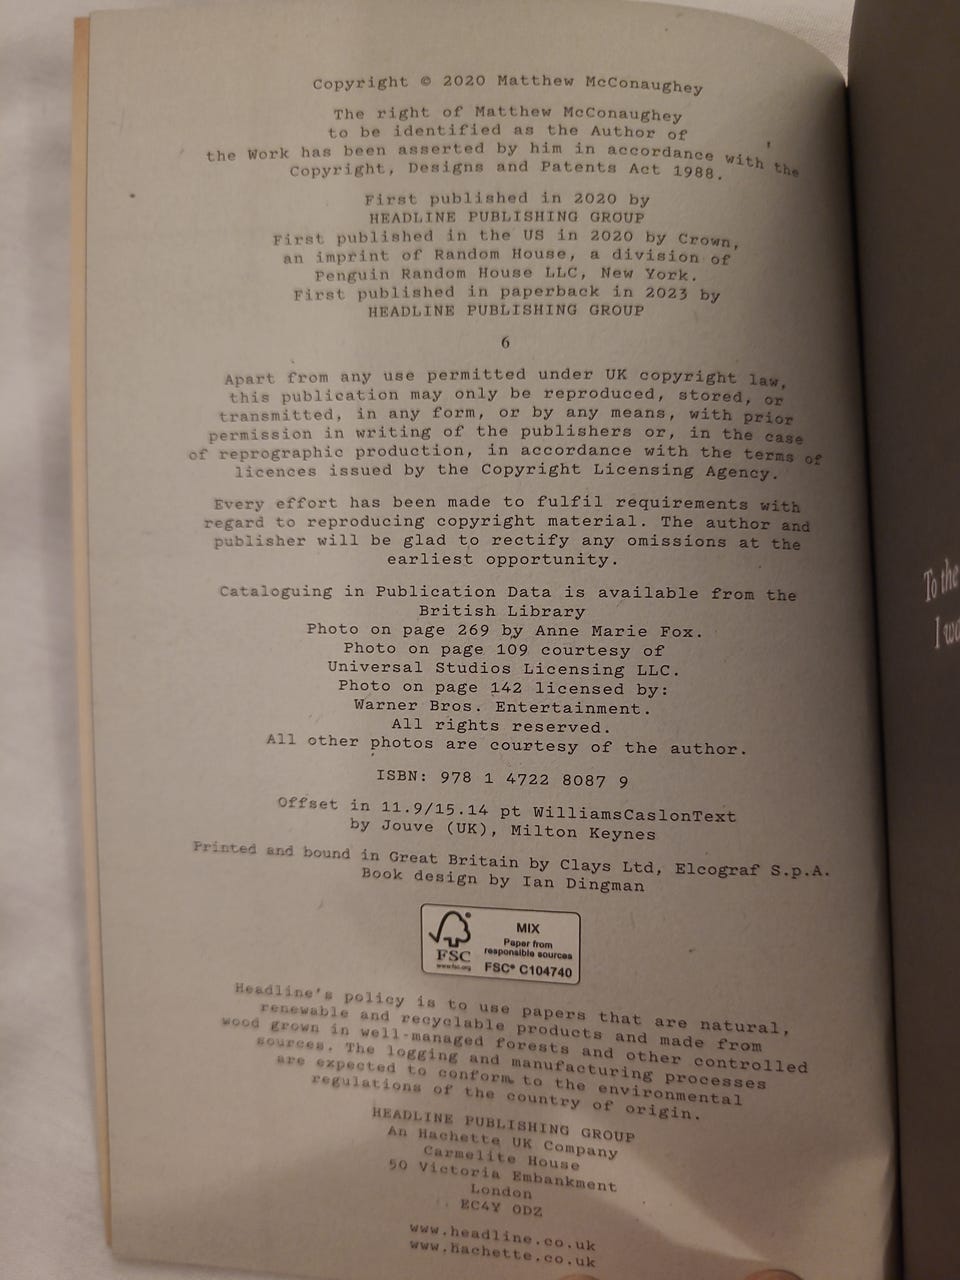 Copyright © 2020 Matthew McConaughey
The right of Matthew McConaughey
to be identified as the Author of
the Work has been asserted by him in accordance with the
Copyright, Designs and Patents Act 1988.
First published in 2020 by
HEADLINE PUBLISHING GROUP
First published in the US in 2020 by Crown,
an imprint of Random House, a division of
Penguin Random House LLC, New York.
First published in paperback in 2023 by
HEADLINE PUBLISHING GROUP
6
Apart from any use permitted under UK copyright law,
this publication may only be reproduced, stored, or
transmitted, in any form, or by any means, with prior
permission in writing of the publishers or, in the case
of reprographic production, in accordance with the terms of
licences issued by the Copyright Licensing Agency.
Every effort has been made to fulfil requirements with
regard to reproducing copyright material. The author and
publisher will be glad to rectify any omissions at the
earliest opportunity.
Cataloguing in Publication Data is available from the
British Library
Photo on page 269 by Anne Marie Fox.
Photo on page 109 courtesy of
Universal Studios Licensing LLC.
Photo on page 142 licensed by:
Warner Bros. Entertainment.
All rights reserved.
All other photos are courtesy of the author.
ISBN: 978 1 4722 8087 9
Offset in 11.9/15.14 pt WilliamsCaslonText
by Jouve (UK), Milton Keynes
Printed and bound in Great Britain by Clays Ltd, Elcograf S.p.A.
Book design by Ian Dingman
FSC
www.fsc.org
MIX
Paper from
responsible sources
FSC® C104740
Headline's policy is to use papers that are natural,
renewable and recyclable products and made from
wood grown in well-managed forests and other controlled
sources. The logging and manufacturing processes
are expected to conform to the environmental
regulations of the country of origin.
HEADLINE PUBLISHING GROUP
An Hachette UK Company
Carmelite House
50 Victoria Embankment
London
EC4Y 0DZ
www.headline.co.uk
www.hachette.co.uk
To the
I